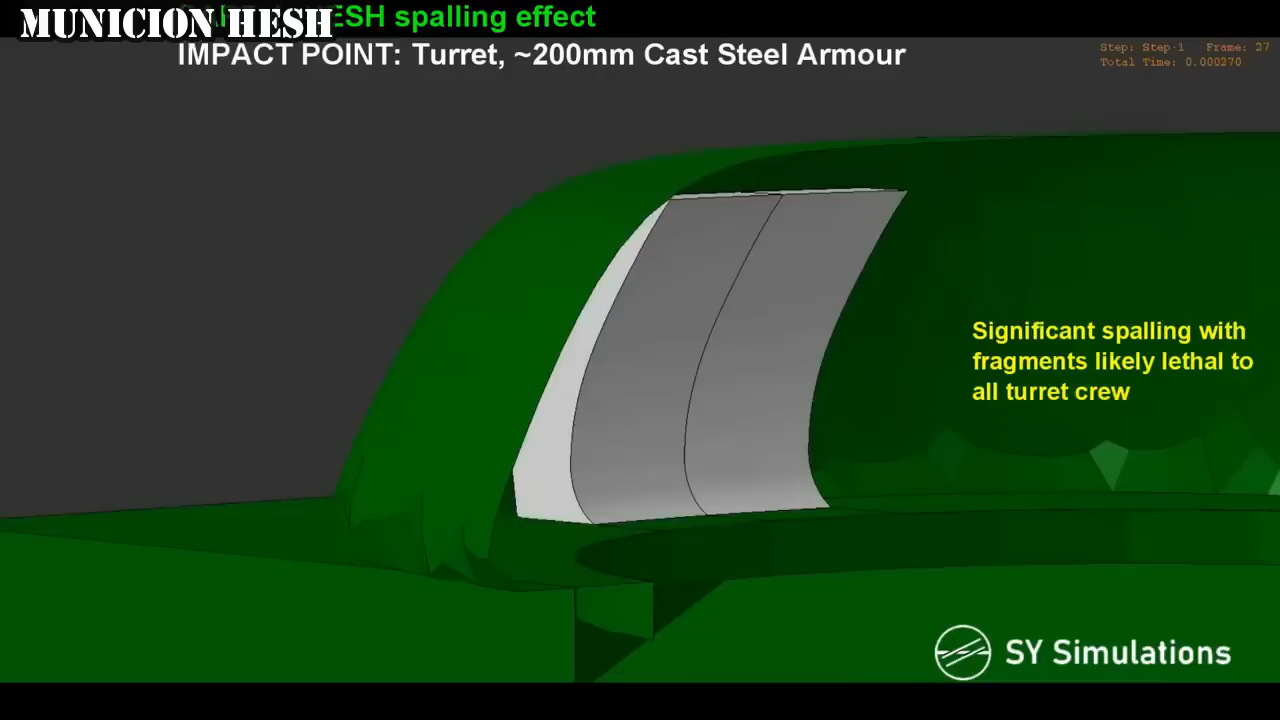 MUNICION HESH
ESH spalling effect
IMPACT POINT: Turret, ~200mm Cast Steel Armour
Step: Step-1 Frame: 27
Total Time: 0.000270
Significant spalling with
fragments likely lethal to
all turret crew
SY Simulations